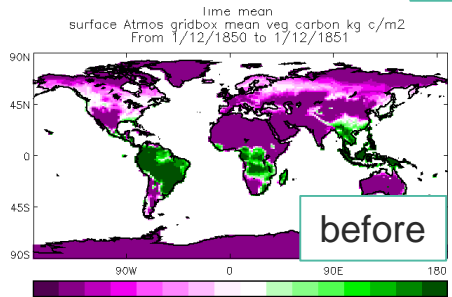 Time mean
surface Atmos gridbox mean veg carbon kg c/m2
From 1/12/1850 to 1/12/1851
90N
45N
0
45S
90S
before
90W 0 90E 180